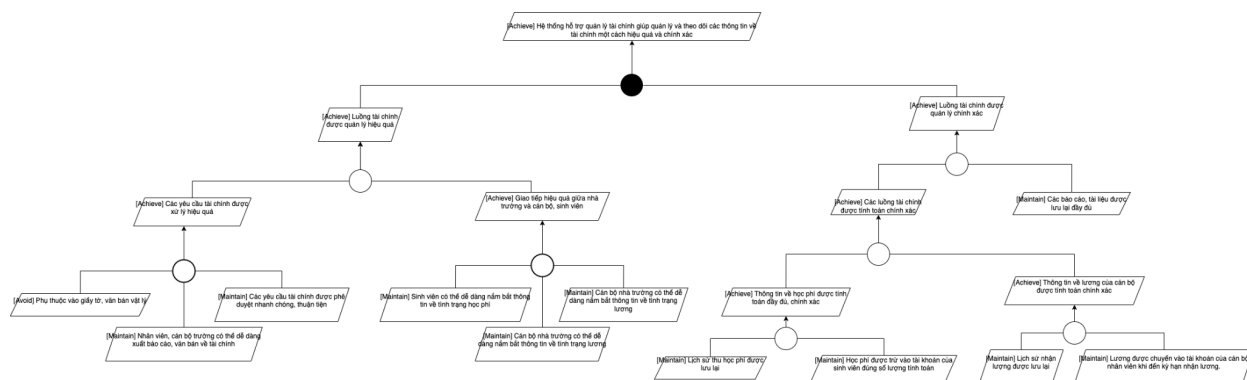 [Achieve] Hệ thống hỗ trợ quản lý tài chính giúp quản lý và theo dõi các thông tin về
tài chính một cách hiệu quả và chính xác
[Achieve] Luồng tài chính
được quản lý hiệu quả
[Achieve] Luồng tài chính được
quản lý chính xác
[Achieve] Các yêu cầu tài chính được
xử lý hiệu quả
[Achieve] Giao tiếp hiệu quả giữa nhà
trường và cán bộ, sinh viên
[Achieve] Các luồng tài chính
được tính toán chính xác
[Maintain] Các báo cáo, tài liệu được
lưu lại đầy đủ
[Avoid] Phụ thuộc vào giấy tờ, văn bản vật lý
[Maintain] Các yêu cầu tài chính được phê
duyệt nhanh chóng, thuận tiện
[Maintain] Nhân viên, cán bộ trường có thể dễ dàng
xuất báo cáo, văn bản về tài chính
[Maintain] Sinh viên có thể dễ dàng nắm bắt thông
tin về tình trạng học phí
[Maintain] Cán bộ nhà trường có thể dễ
dàng nắm bắt thông tin về tình trạng
lương
[Maintain] Cán bộ nhà trường có thể dễ
dàng nắm bắt thông tin về tình trạng lương
[Achieve] Thông tin về học phí được tính
toán đầy đủ, chính xác
[Achieve] Thông tin về lương của cán bộ
được tính toán chính xác
[Maintain] Lịch sử thu học phí được
lưu lại
[Maintain] Học phí được trừ vào tài khoản của
sinh viên đúng số lượng tính toán
[Maintain] Lịch sử nhận
lượng được lưu lại
[Maintain] Lương được chuyển vào tài khoản của cán bộ,
nhân viên khi đến kỳ hạn nhận lương.